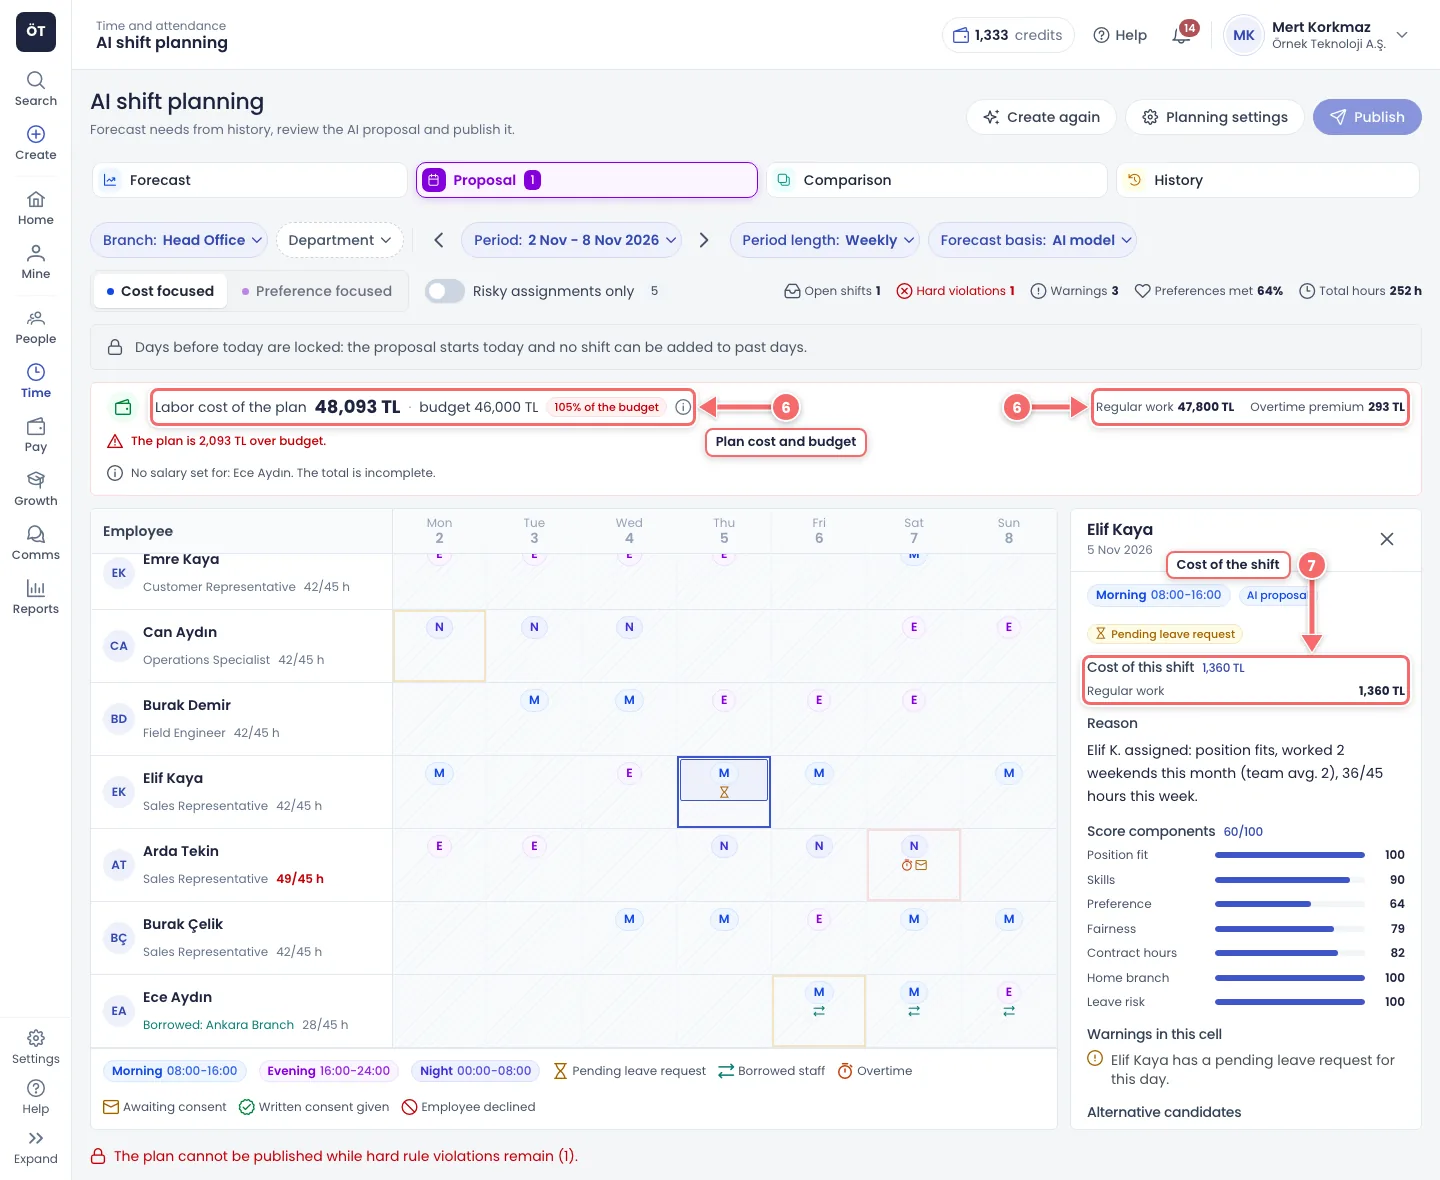 ÖT
Time and attendance
AI shift planning
1,333 credits
Help
14
MK
Mert Korkmaz
Örnek Teknoloji A.Ş.
Search
Create
Home
Mine
People
Time
Pay
Growth
Comms
Reports
Settings
Help
Expand
AI shift planning
Forecast needs from history, review the AI proposal and publish it.
Create again
Planning settings
Publish
Forecast
Proposal 1
Comparison
History
Branch: Head Office
Department
Period: 2 Nov – 8 Nov 2026
Period length: Weekly
Forecast basis: AI model
Cost focused
Preference focused
Risky assignments only 5
Open shifts 1
Hard violations 1
Warnings 3
Preferences met 64%
Total hours 252 h
Days before today are locked: the proposal starts today and no shift can be added to past days.
Labor cost of the plan 48,093 TL · budget 46,000 TL 105% of the budget
6
6
Regular work 47,800 TL Overtime premium 293 TL
Plan cost and budget
The plan is 2,093 TL over budget.
No salary set for: Ece Aydın. The total is incomplete.
Employee
Mon 2
Tue 3
Wed 4
Thu 5
Fri 6
Sat 7
Sun 8
EK Emre Kaya E E E E M
Customer Representative 42/45 h
CA Can Aydın N N N E E
Operations Specialist 42/45 h
BD Burak Demir M M E E E
Field Engineer 42/45 h
EK Elif Kaya M E M M M
Sales Representative 42/45 h
AT Arda Tekin E E N N N
Sales Representative 49/45 h
BÇ Burak Çelik M M E M M
Sales Representative 42/45 h
EA Ece Aydın M M E
Borrowed: Ankara Branch 28/45 h
Morning 08:00-16:00
Evening 16:00-24:00
Night 00:00-08:00
Pending leave request
Borrowed staff
Overtime
Awaiting consent
Written consent given
Employee declined
The plan cannot be published while hard rule violations remain (1).
Elif Kaya
5 Nov 2026
Cost of the shift
7
Morning 08:00-16:00
AI proposal
Pending leave request
Cost of this shift 1,360 TL
Regular work 1,360 TL
Reason
Elif K. assigned: position fits, worked 2
weekends this month (team avg. 2), 36/45
hours this week.
Score components 60/100
Position fit 100
Skills 90
Preference 64
Fairness 79
Contract hours 82
Home branch 100
Leave risk 100
Warnings in this cell
Elif Kaya has a pending leave request for
this day.
Alternative candidates